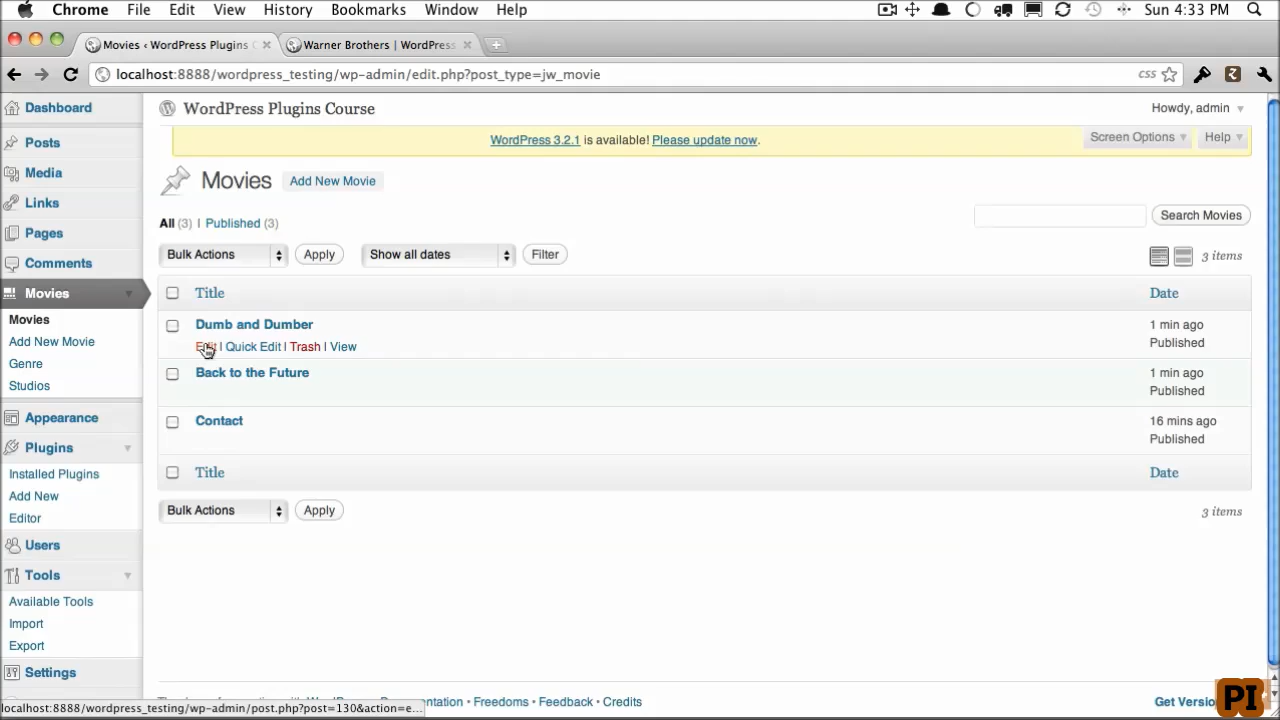 Chrome File Edit View History Bookmarks Window Help Sun 4:33 PM
Movies ‹ WordPress Plugins C Warner Brothers | WordPress
localhost:8888/wordpress_testing/wp-admin/edit.php?post_type=jw_movie CSS
Dashboard
Posts
Media
Links
Pages
Comments
Movies
Movies
Add New Movie
Genre
Studios
Appearance
Plugins
Installed Plugins
Add New
Editor
Users
Tools
Available Tools
Import
Export
Settings
WordPress Plugins Course Howdy, admin
WordPress 3.2.1 is available! Please update now. Screen Options Help
Movies Add New Movie
All (3) | Published (3) Search Movies
Bulk Actions Apply Show all dates Filter 3 items
Title Date
Dumb and Dumber 1 min ago
Edit | Quick Edit | Trash | View Published
Back to the Future 1 min ago
Published
Contact 16 mins ago
Published
Title Date
Bulk Actions Apply 3 items
Freedoms • Feedback • Credits
localhost:8888/wordpress_testing/wp-admin/post.php?post=130&action=e...
PI